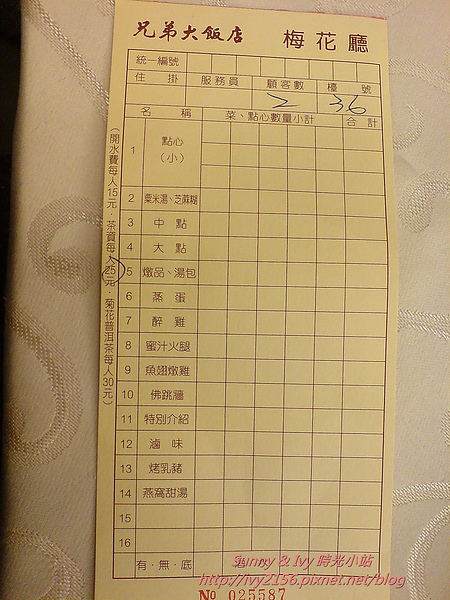 兄弟大飯店 梅花廳
統一編號
住掛 服務員 顧客數 檯號
2 36
名稱 菜、點心數量小計 合計
1 點心（小）
2 粟米湯、芝蔴糊
3 中點
4 大點
5 燉品、湯包
6 蒸蛋
7 醉雞
8 蜜汁火腿
9 魚翅燉雞
10 佛跳牆
11 特別介紹
12 滷味
13 烤乳豬
14 燕窩甜湯
15
16
有．無．底
（開水費每人15元．茶資每人25元．菊花普洱茶每人30元）
Sunny & Ivy 時光小站
http://ivy2156.pixnet.net/blog
№ 025587